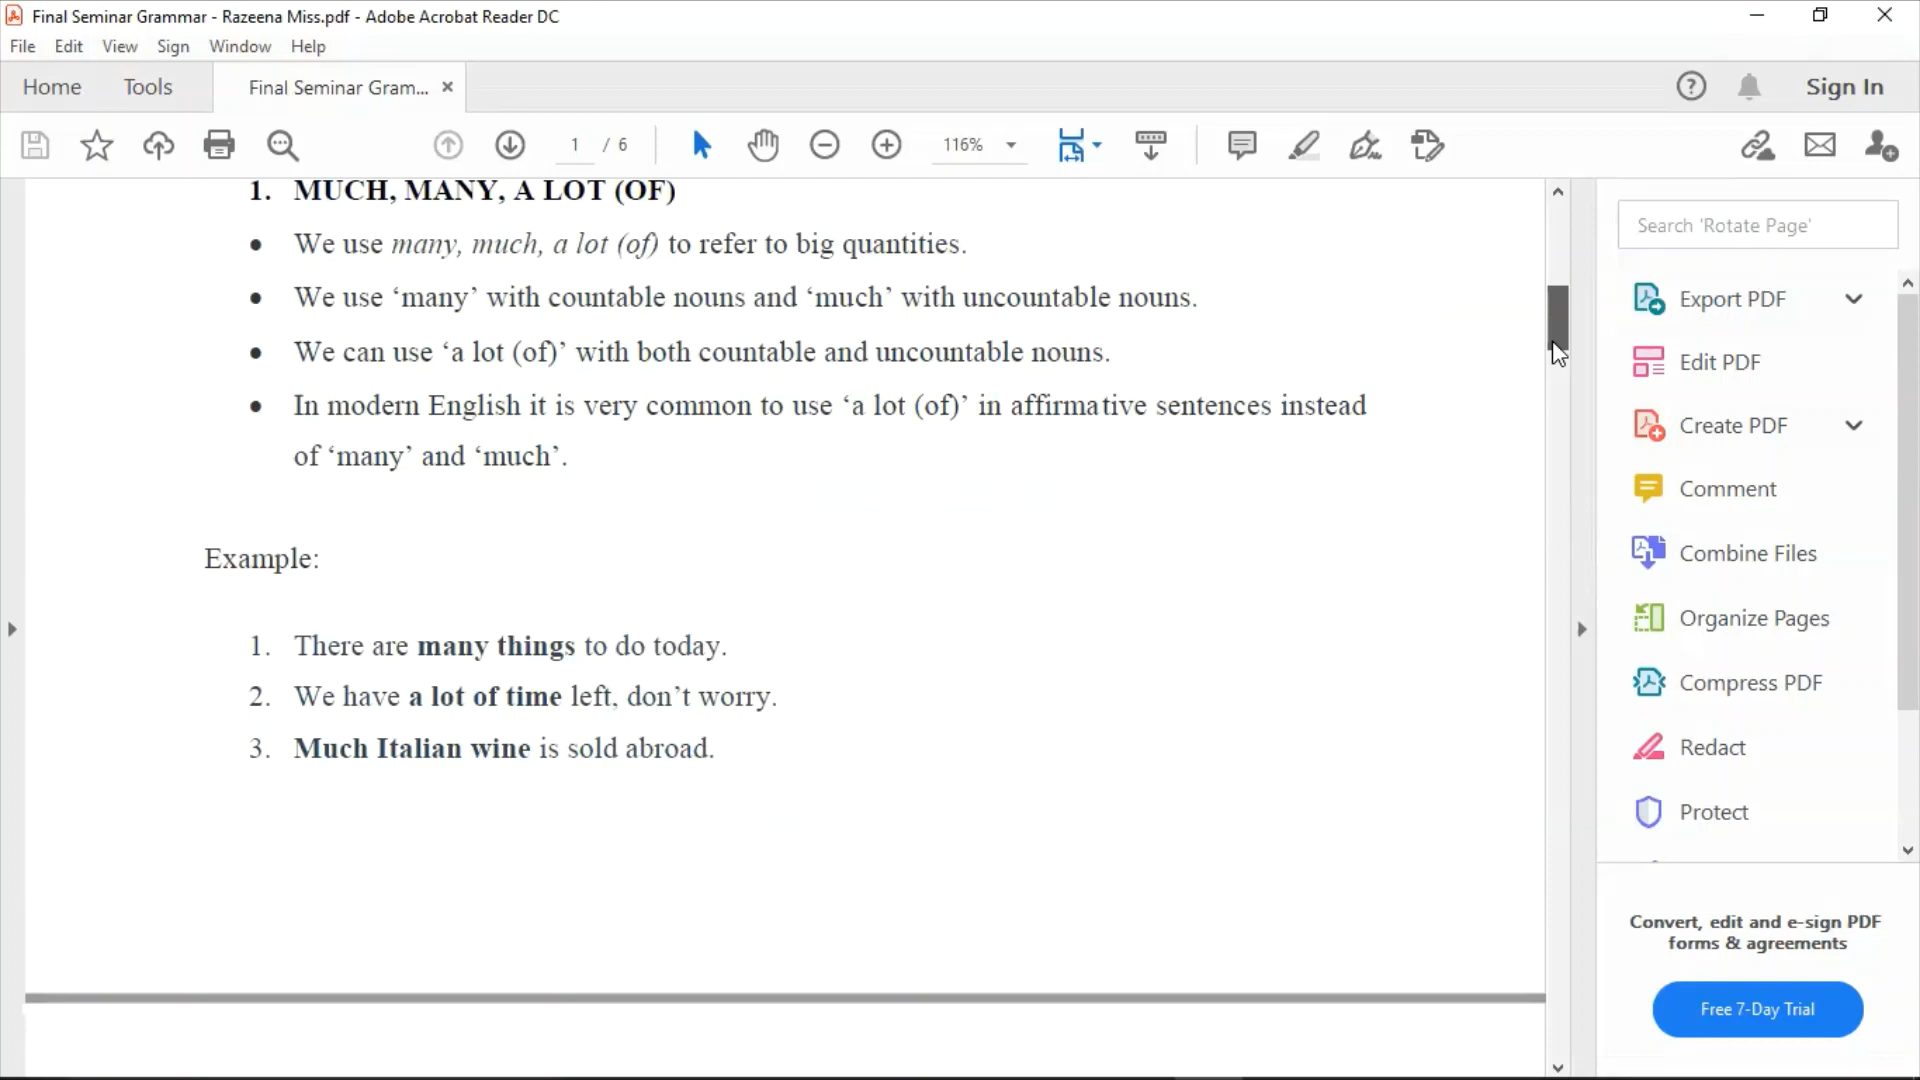 Final Seminar Grammar - Razeena Miss.pdf - Adobe Acrobat Reader DC
File Edit View Sign Window Help
Home Tools Final Seminar Gram... × Sign In
1 / 6 116%
1. MUCH, MANY, A LOT (OF)
• We use many, much, a lot (of) to refer to big quantities.
• We use ‘many’ with countable nouns and ‘much’ with uncountable nouns.
• We can use ‘a lot (of)’ with both countable and uncountable nouns.
• In modern English it is very common to use ‘a lot (of)’ in affirmative sentences instead
of ‘many’ and ‘much’.
Example:
1. There are many things to do today.
2. We have a lot of time left, don’t worry.
3. Much Italian wine is sold abroad.
Search 'Rotate Page'
Export PDF
Edit PDF
Create PDF
Comment
Combine Files
Organize Pages
Compress PDF
Redact
Protect
Convert, edit and e-sign PDF
forms & agreements
Free 7-Day Trial